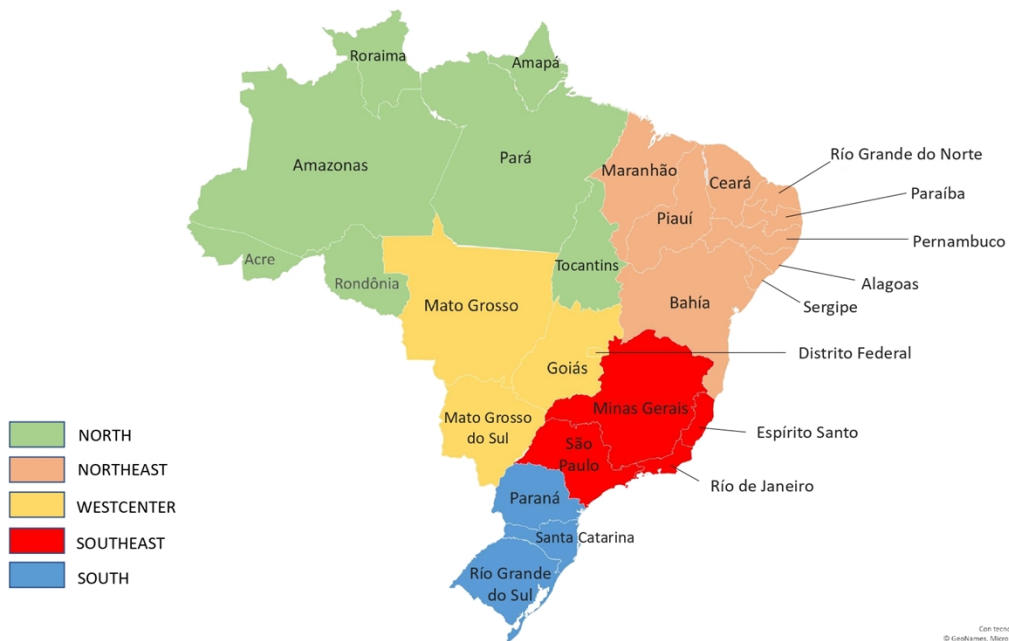 Roraima
Amapá
Amazonas
Pará
Maranhão
Ceará
Río Grande do Norte
Paraíba
Piauí
Pernambuco
Acre
Rondônia
Tocantins
Alagoas
Mato Grosso
Bahía
Sergipe
Goiás
Distrito Federal
Mato Grosso
do Sul
Minas Gerais
Espírito Santo
São
Paulo
Río de Janeiro
Paraná
Santa Catarina
Río Grande
do Sul
NORTH
NORTHEAST
WESTCENTER
SOUTHEAST
SOUTH
Con tecno
© GeoNames, Micro